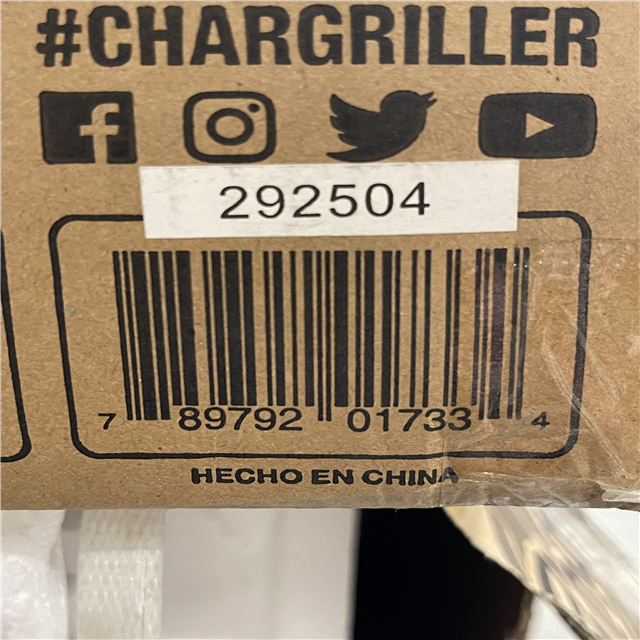 #CHARGRILLER
292504
7 89792 01733 4
HECHO EN CHINA